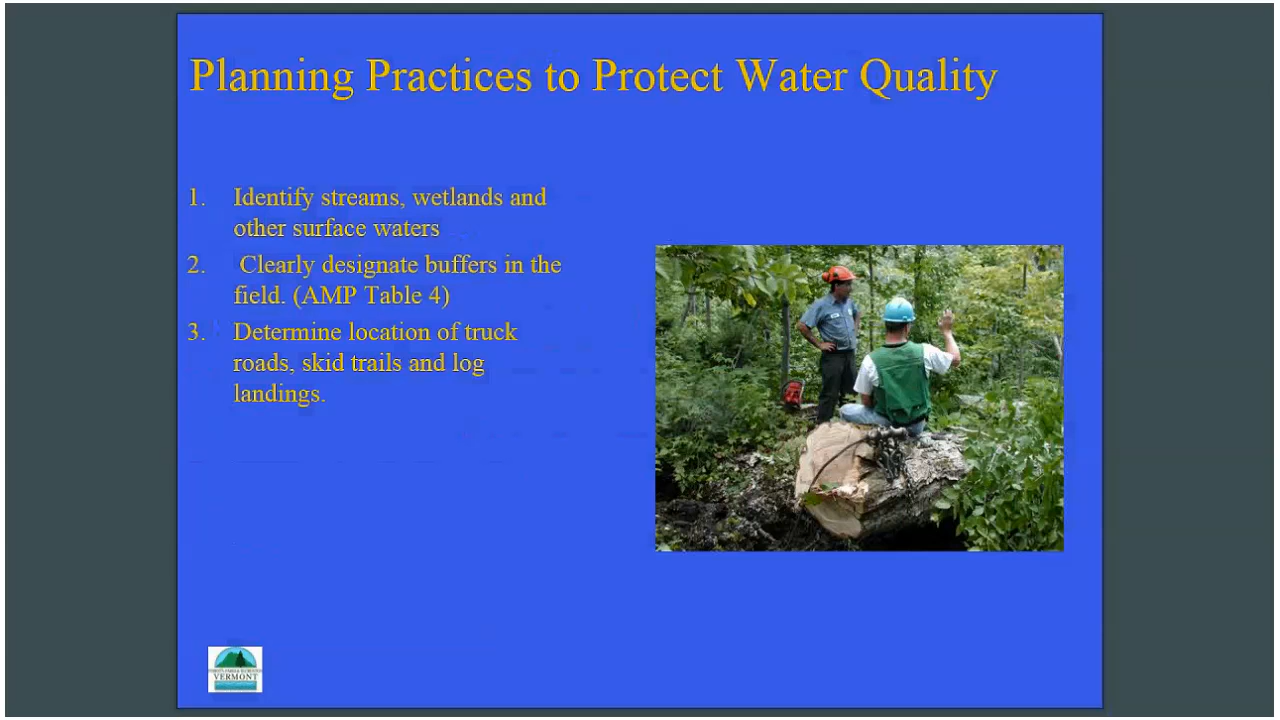 Planning Practices to Protect Water Quality
1. Identify streams, wetlands and
other surface waters
2. Clearly designate buffers in the
field. (AMP Table 4)
3. Determine location of truck
roads, skid trails and log
landings.
VERMONT